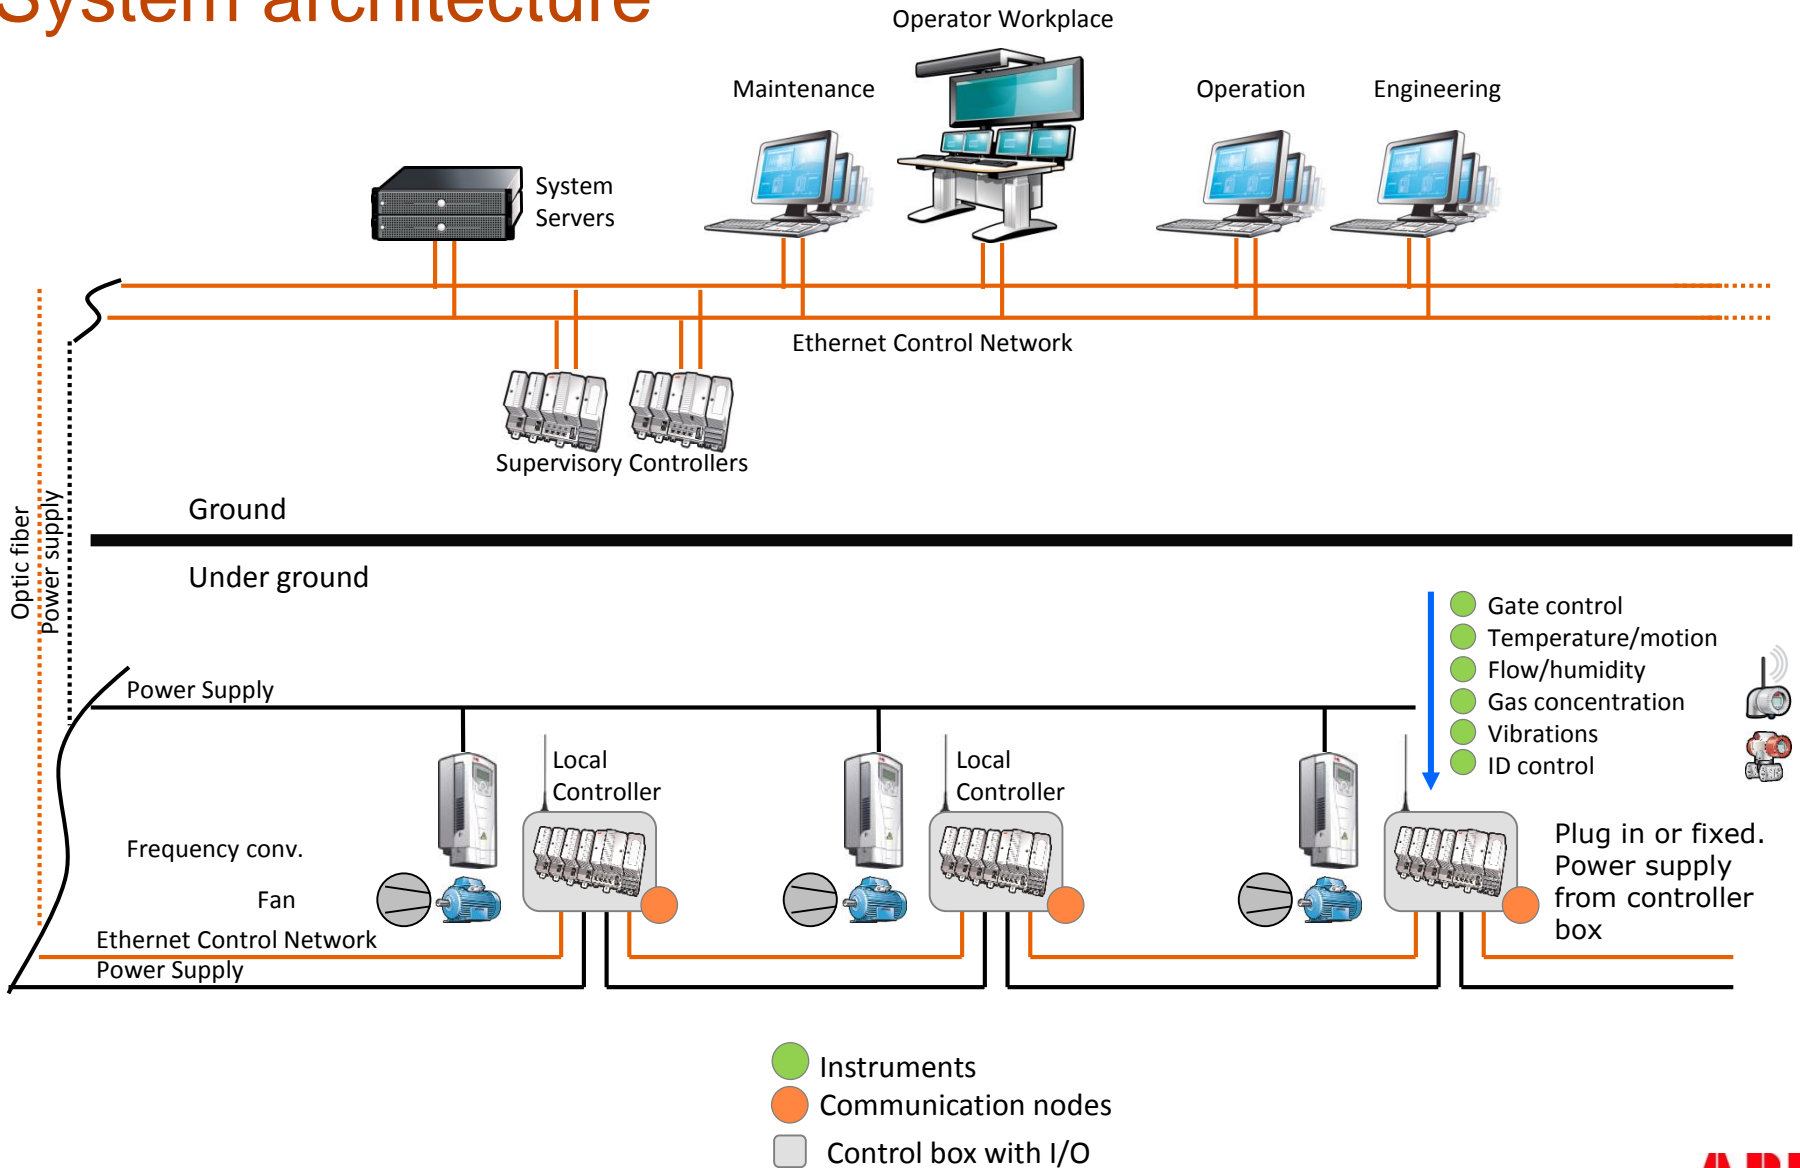 System architecture
Operator Workplace
Maintenance
Operation
Engineering
System
Servers
Ethernet Control Network
Supervisory Controllers
Optic fiber
Power supply
Ground
Under ground
Gate control
Temperature/motion
Flow/humidity
Gas concentration
Vibrations
ID control
Power Supply
Local
Controller
Local
Controller
Frequency conv.
Fan
Plug in or fixed.
Power supply
from controller
box
Ethernet Control Network
Power Supply
Instruments
Communication nodes
Control box with I/O